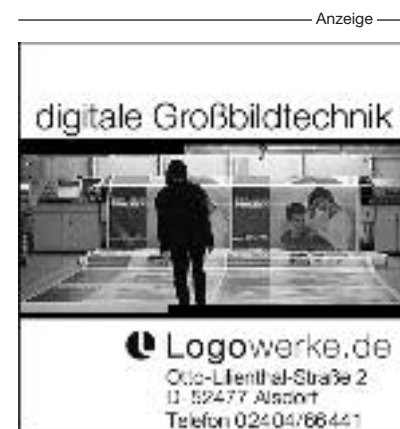 Anzeige
digitale Großbildtechnik
Logowerke.de
Otto-Lilienthal-Straße 2
D-52477 Alsdorf
Telefon 02404/66441